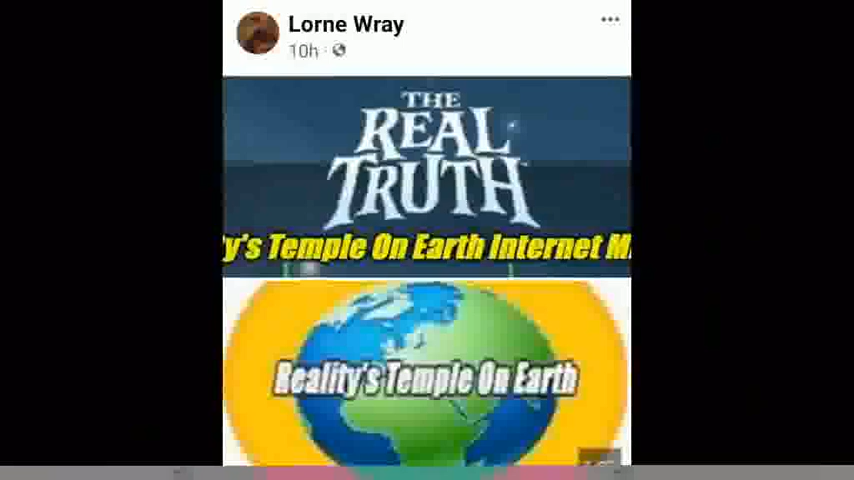 Lorne Wray
10h
THE
REAL
TRUTH
y's Temple On Earth Internet M
Reality's Temple On Earth